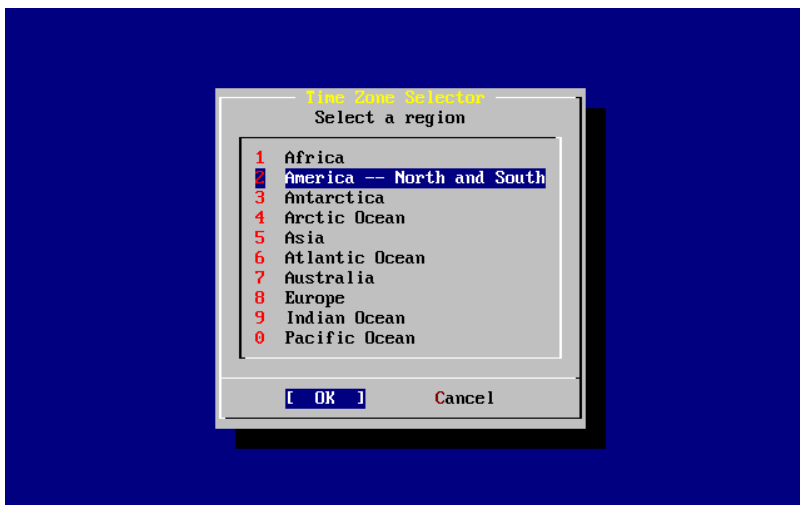 Time Zone Selector
Select a region
1 Africa
2 America -- North and South
3 Antarctica
4 Arctic Ocean
5 Asia
6 Atlantic Ocean
7 Australia
8 Europe
9 Indian Ocean
0 Pacific Ocean
[ OK ] Cancel